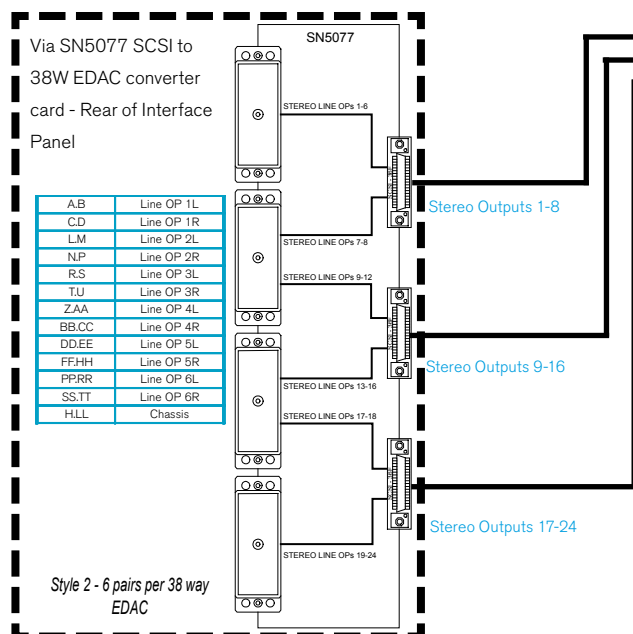 Via SN5077 SCSI to
38W EDAC converter
card - Rear of Interface
Panel
SN5077
STEREO LINE OPs 1-6
STEREO LINE OPs 7-8
STEREO LINE OPs 9-12
STEREO LINE OPs 13-16
STEREO LINE OPs 17-18
STEREO LINE OPs 19-24
Stereo Outputs 1-8
Stereo Outputs 9-16
Stereo Outputs 17-24
A.B Line OP 1L
C.D Line OP 1R
L.M Line OP 2L
N.P Line OP 2R
R.S Line OP 3L
T.U Line OP 3R
Z.AA Line OP 4L
BB.CC Line OP 4R
DD.EE Line OP 5L
FF.HH Line OP 5R
PP.RR Line OP 6L
SS.TT Line OP 6R
H.LL Chassis
Style 2 - 6 pairs per 38 way
EDAC